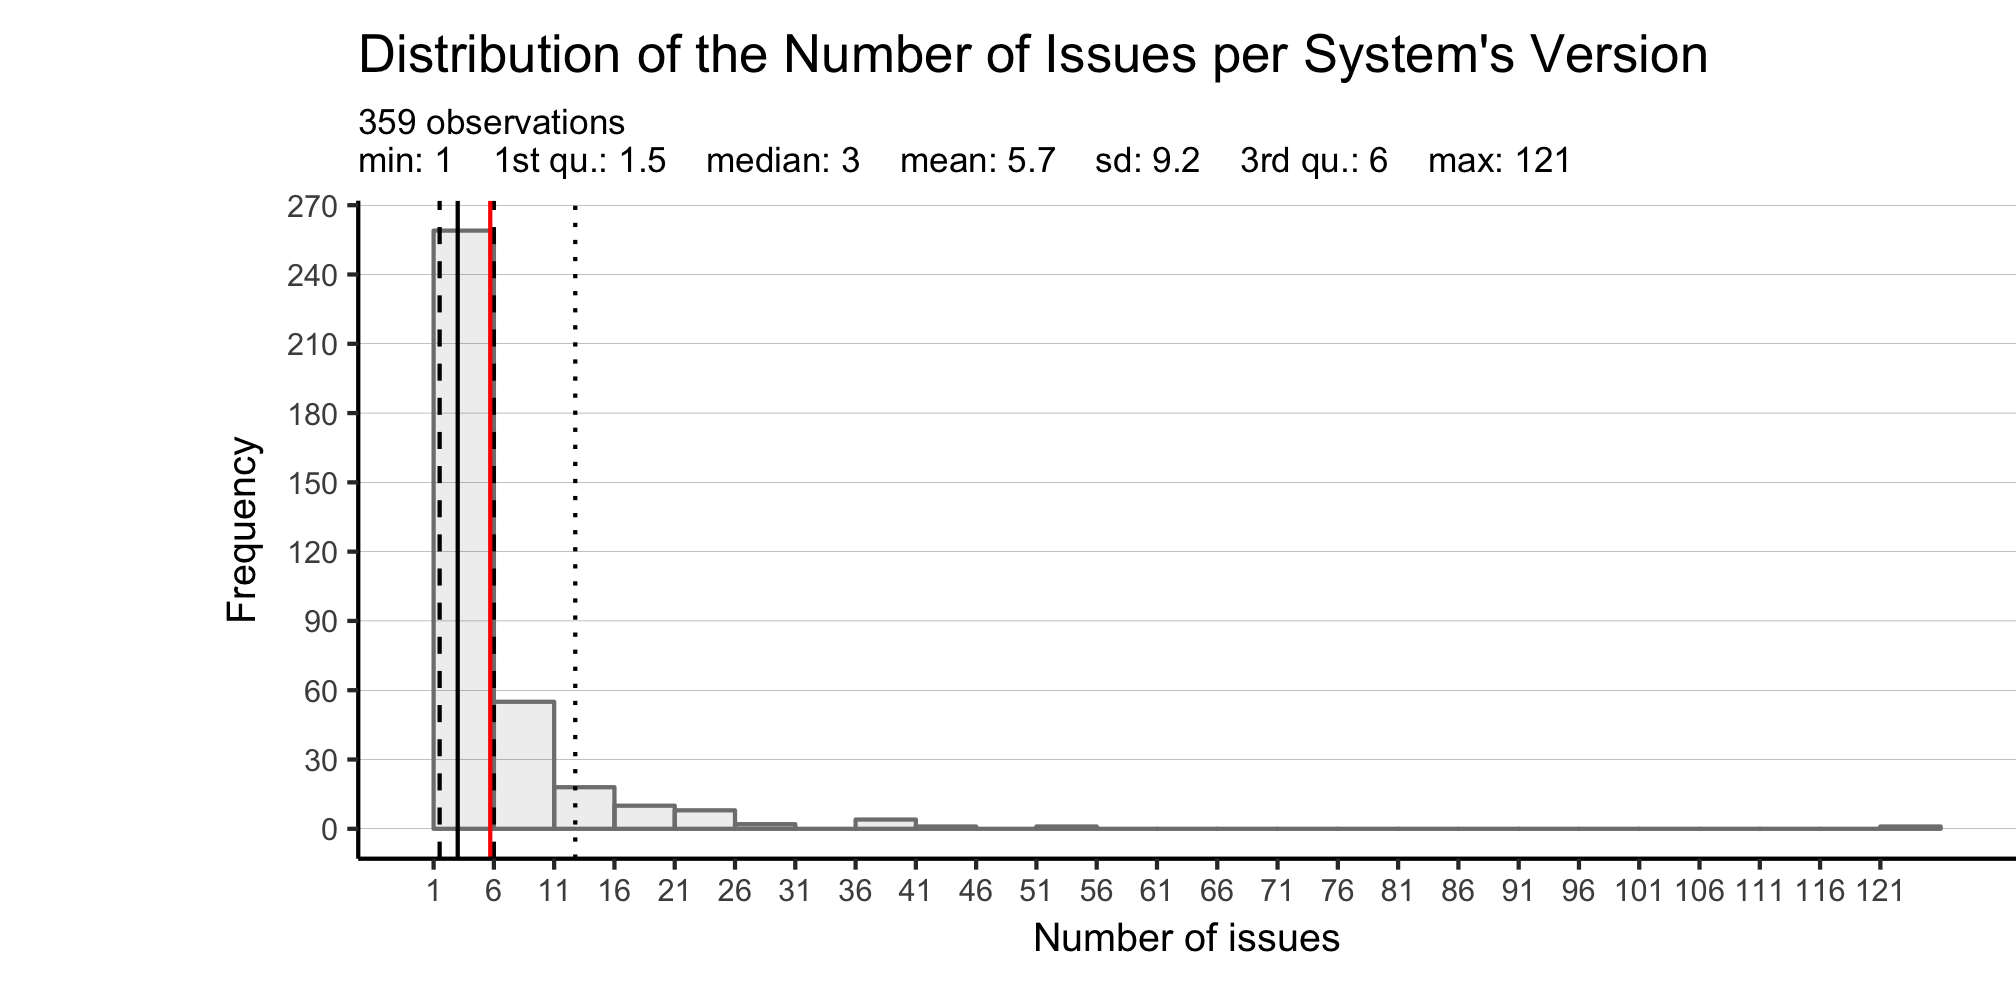 Distribution of the Number of Issues per System's Version
359 observations
min: 1 1st qu.: 1.5 median: 3 mean: 5.7 sd: 9.2 3rd qu.: 6 max: 121
270
240
210
180
150
120
90
60
30
0
Frequency
1 6 11 16 21 26 31 36 41 46 51 56 61 66 71 76 81 86 91 96 101 106 111 116 121
Number of issues